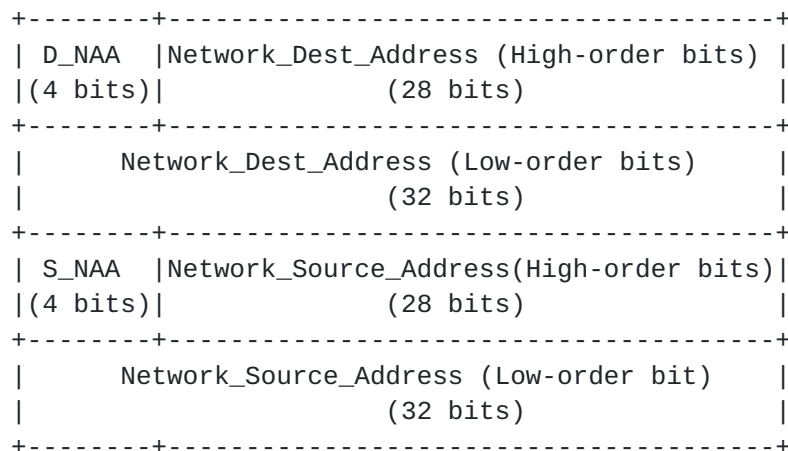 +--------+---------------------------------------+
| D_NAA  |Network_Dest_Address (High-order bits) |
|(4 bits)|              (28 bits)                |
+--------+---------------------------------------+
|      Network_Dest_Address (Low-order bits)     |
|                       (32 bits)                |
+--------+---------------------------------------+
| S_NAA  |Network_Source_Address(High-order bits)|
|(4 bits)|              (28 bits)                |
+--------+---------------------------------------+
|      Network_Source_Address (Low-order bit)    |
|                       (32 bits)                |
+--------+---------------------------------------+